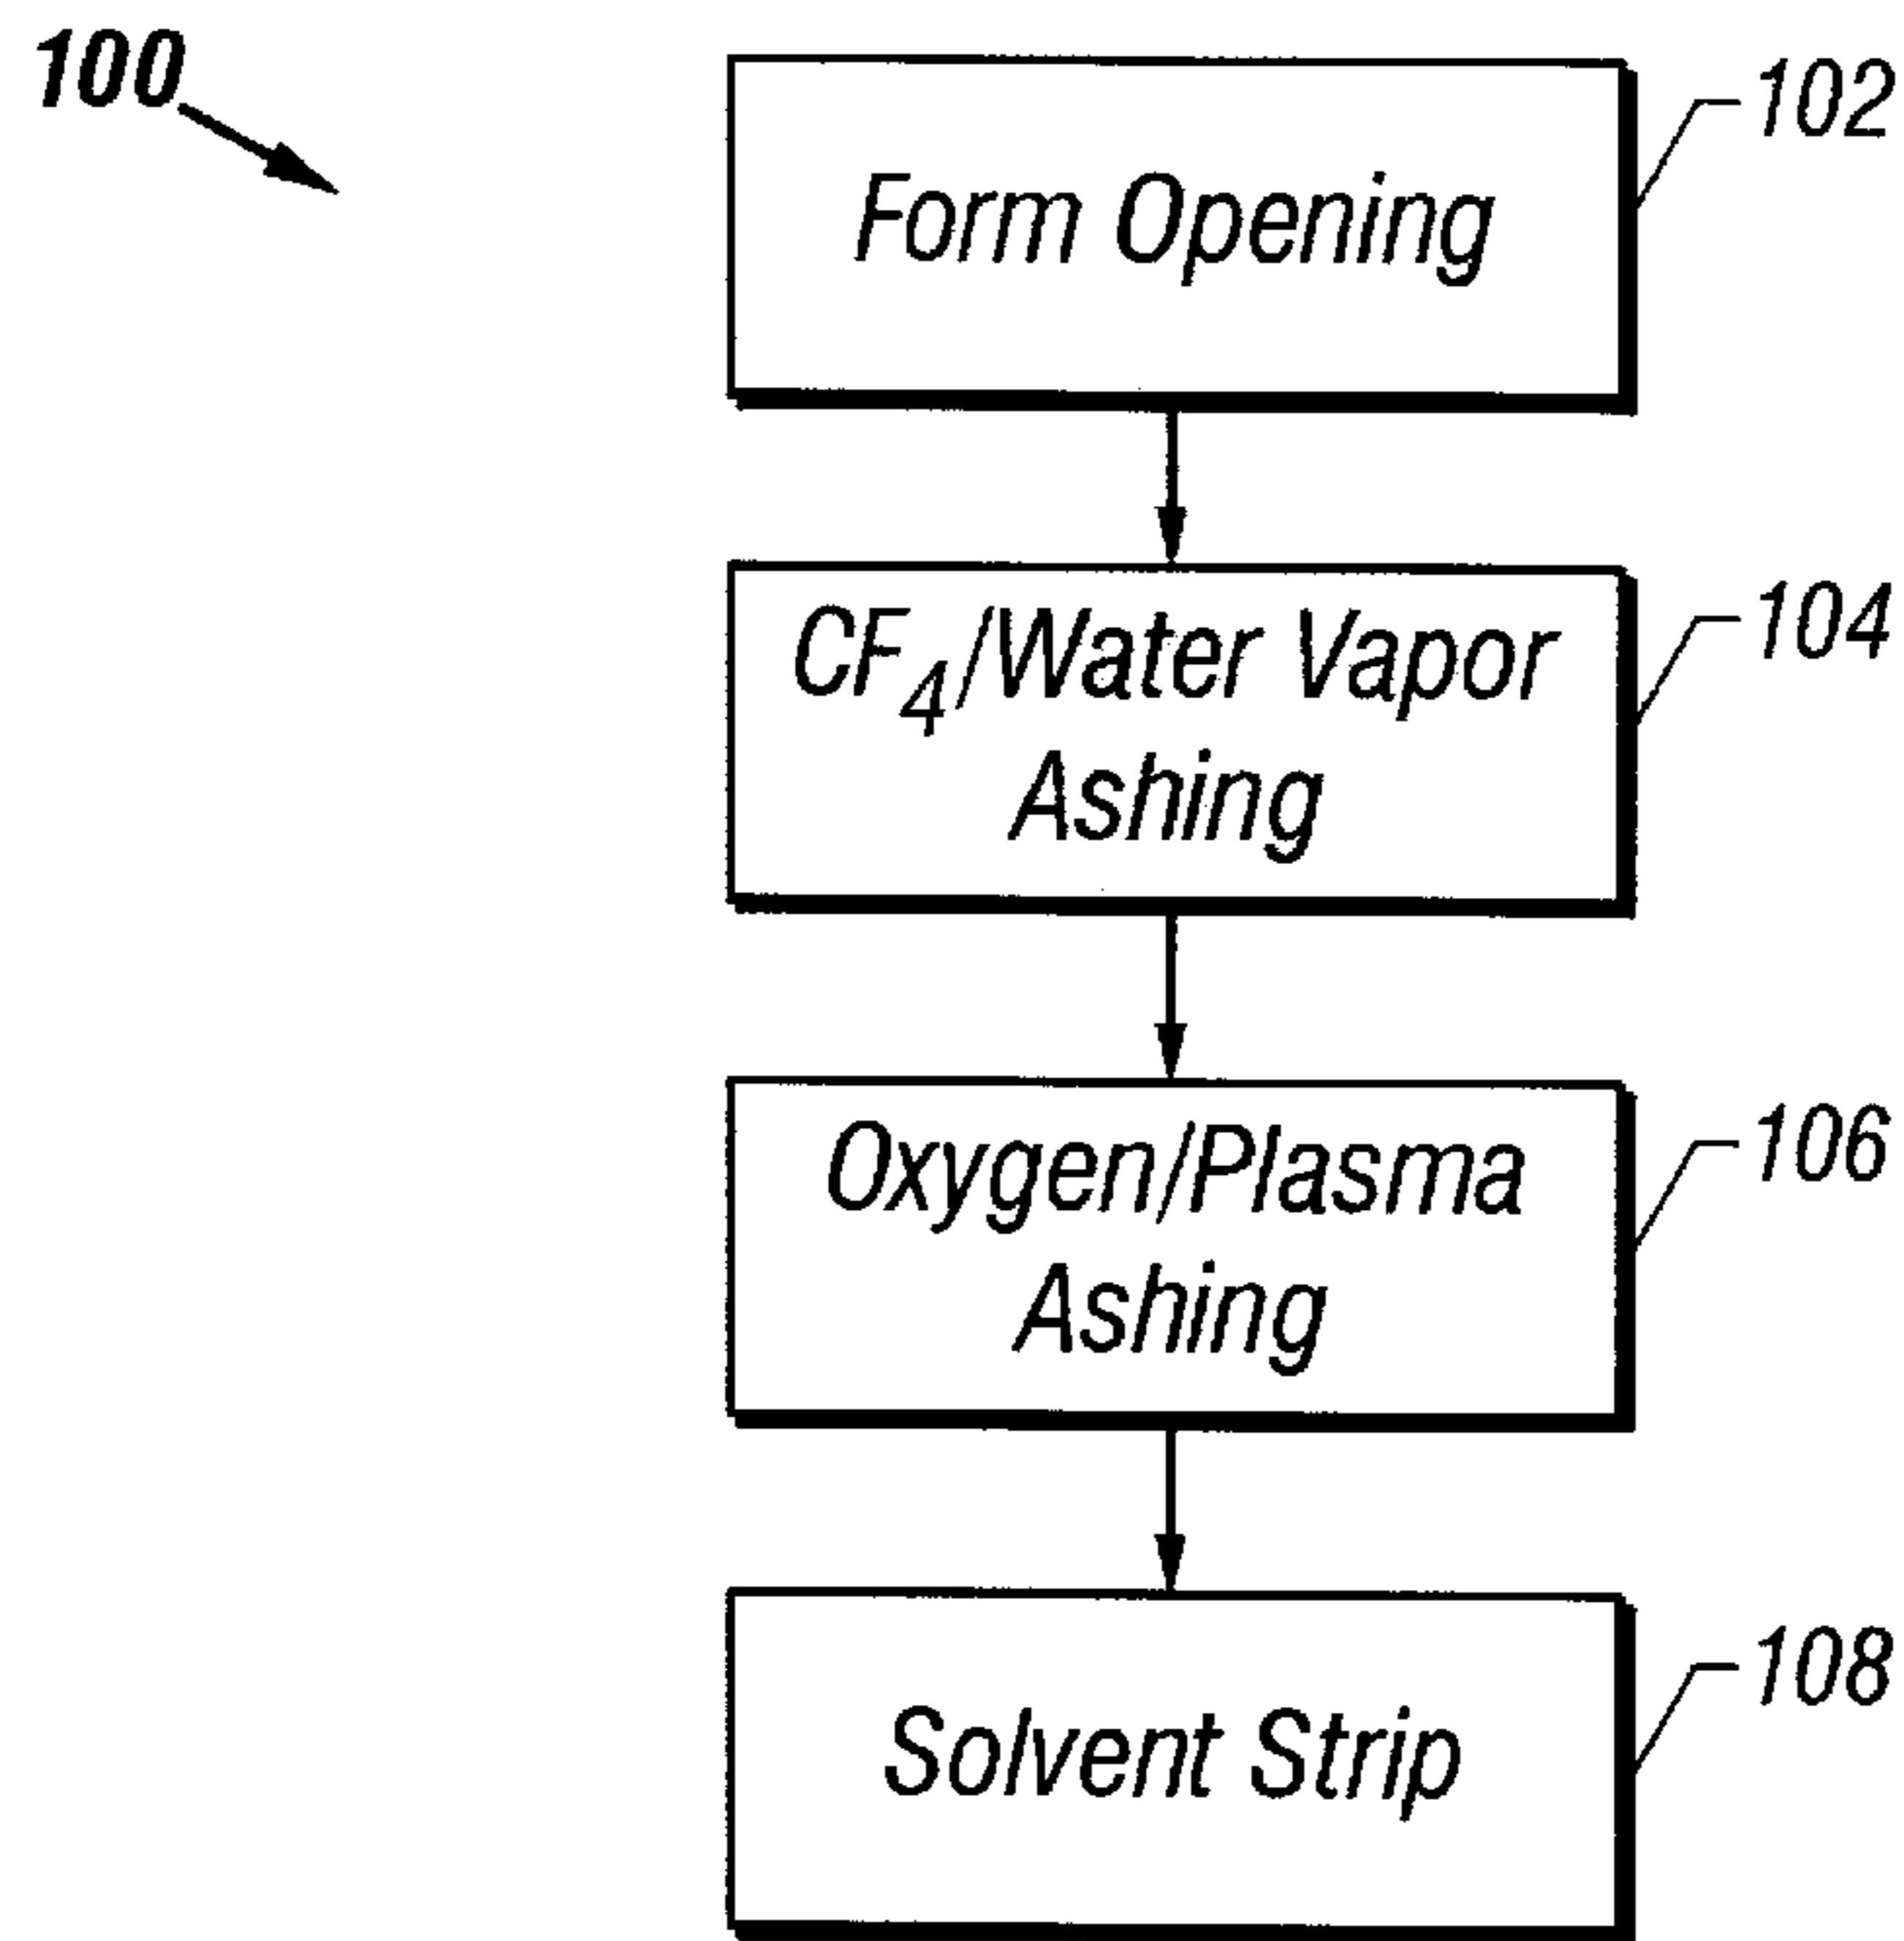 100
102
Form Opening
104
CF₄/Water Vapor
Ashing
106
Oxygen/Plasma
Ashing
108
Solvent Strip